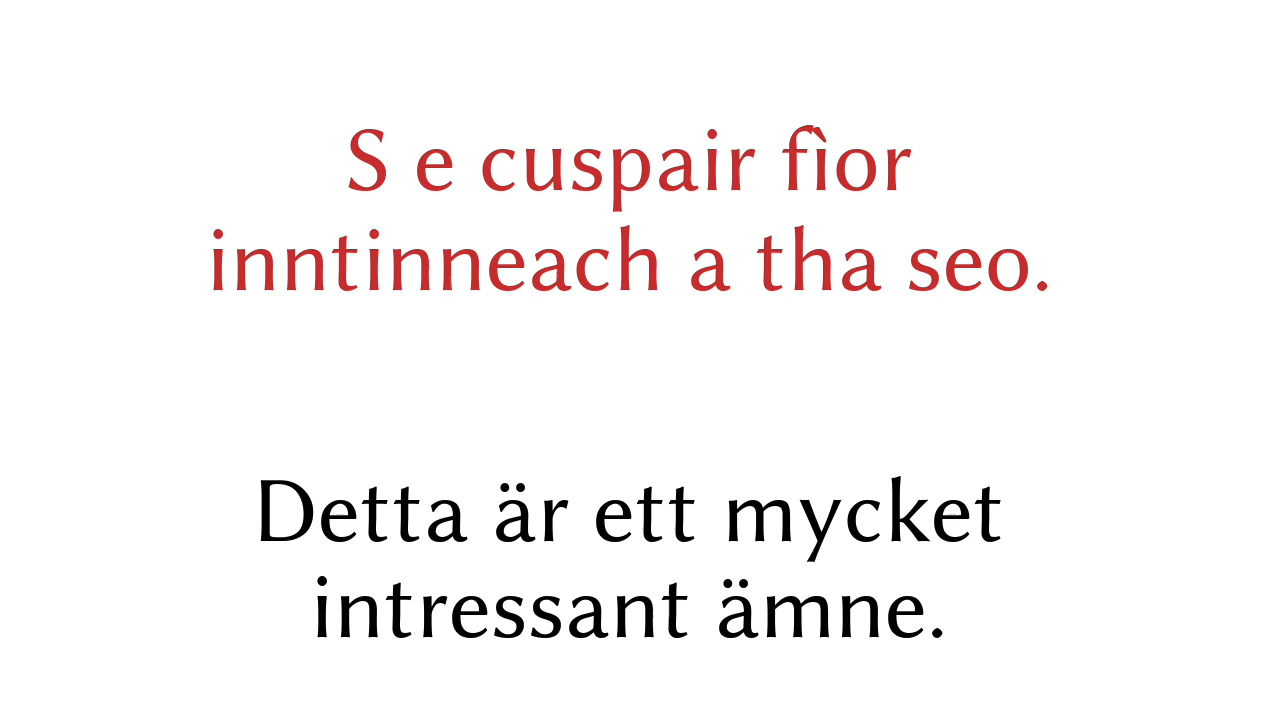 S e cuspair fìor
inntinneach a tha seo.
Detta är ett mycket
intressant ämne.